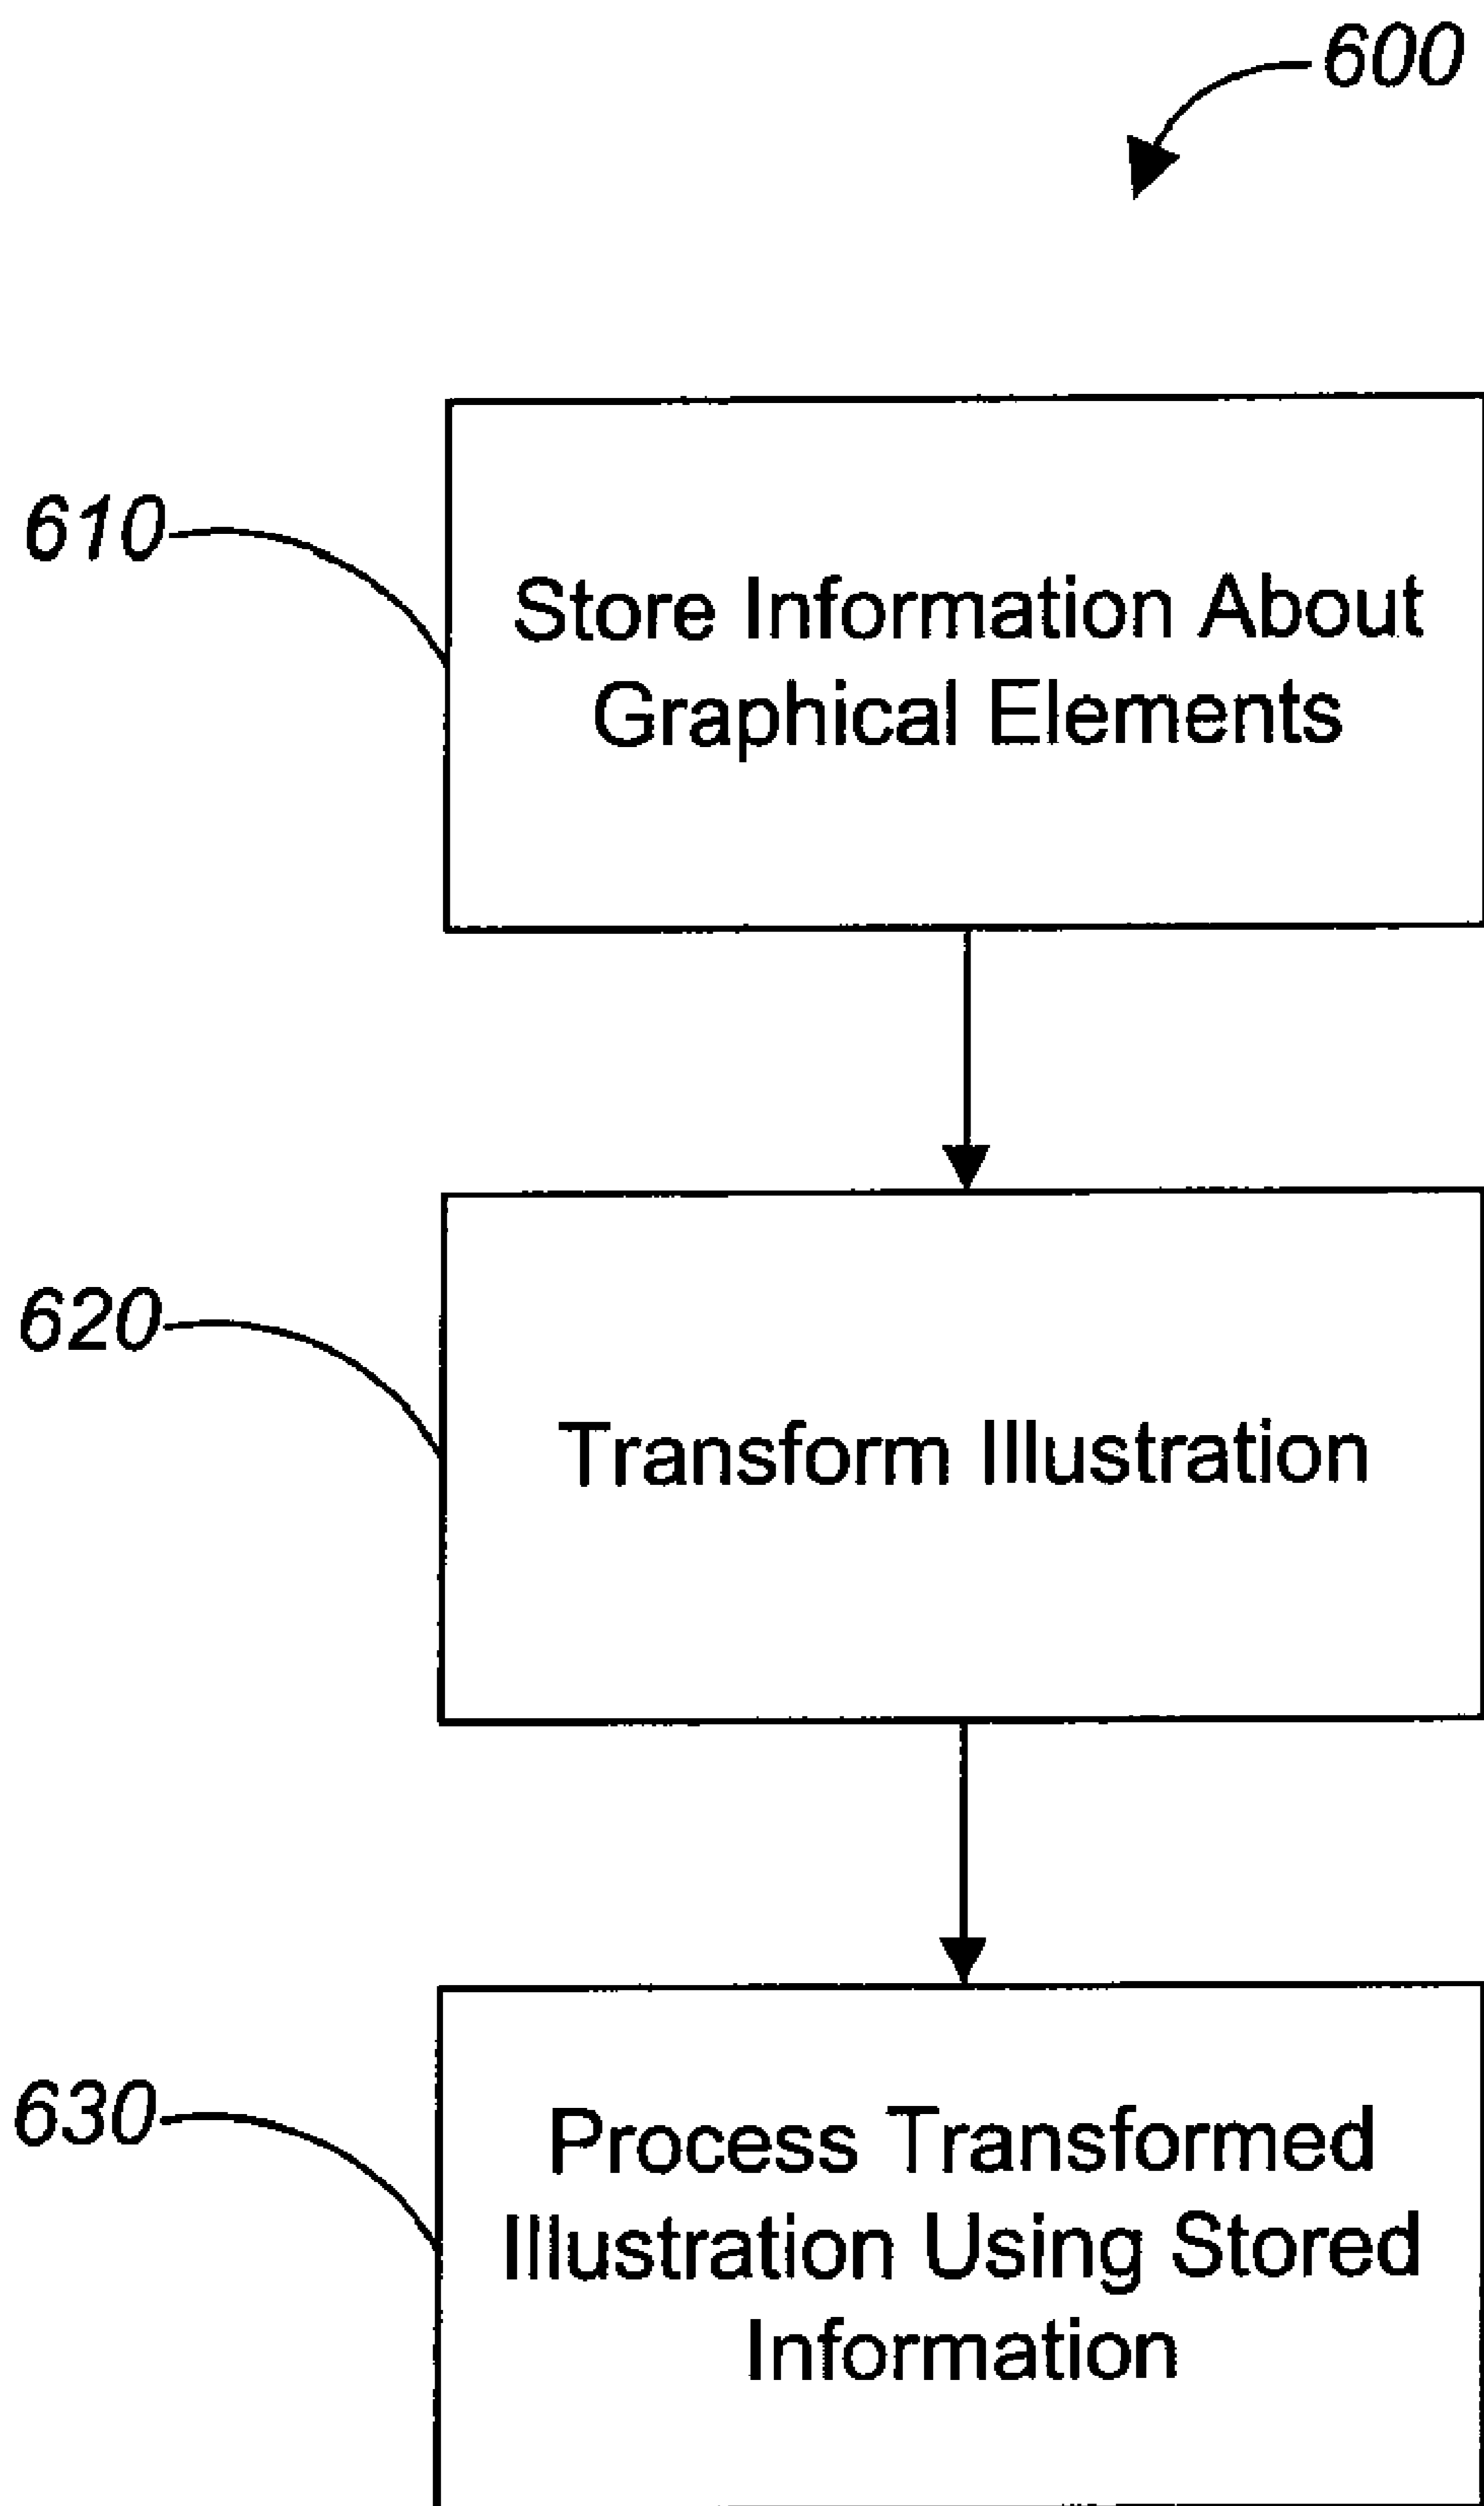 600
610
Store Information About
Graphical Elements
620
Transform Illustration
630
Process Transformed
Illustration Using Stored
Information